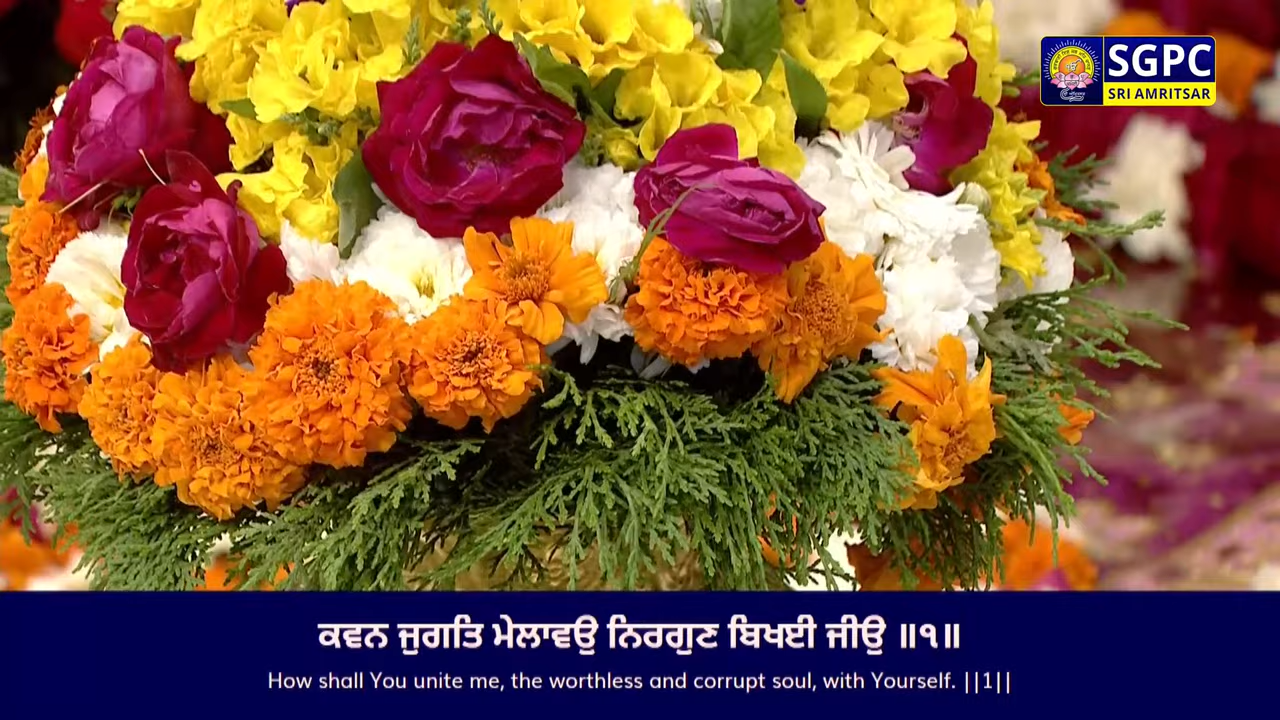 SGPC
SRI AMRITSAR
ਕਵਨ ਜੁਗਤਿ ਮੇਲਾਵਉ ਨਿਰਗੁਣ ਬਿਖਈ ਜੀਉ ॥੧॥
How shall You unite me, the worthless and corrupt soul, with Yourself. ||1||